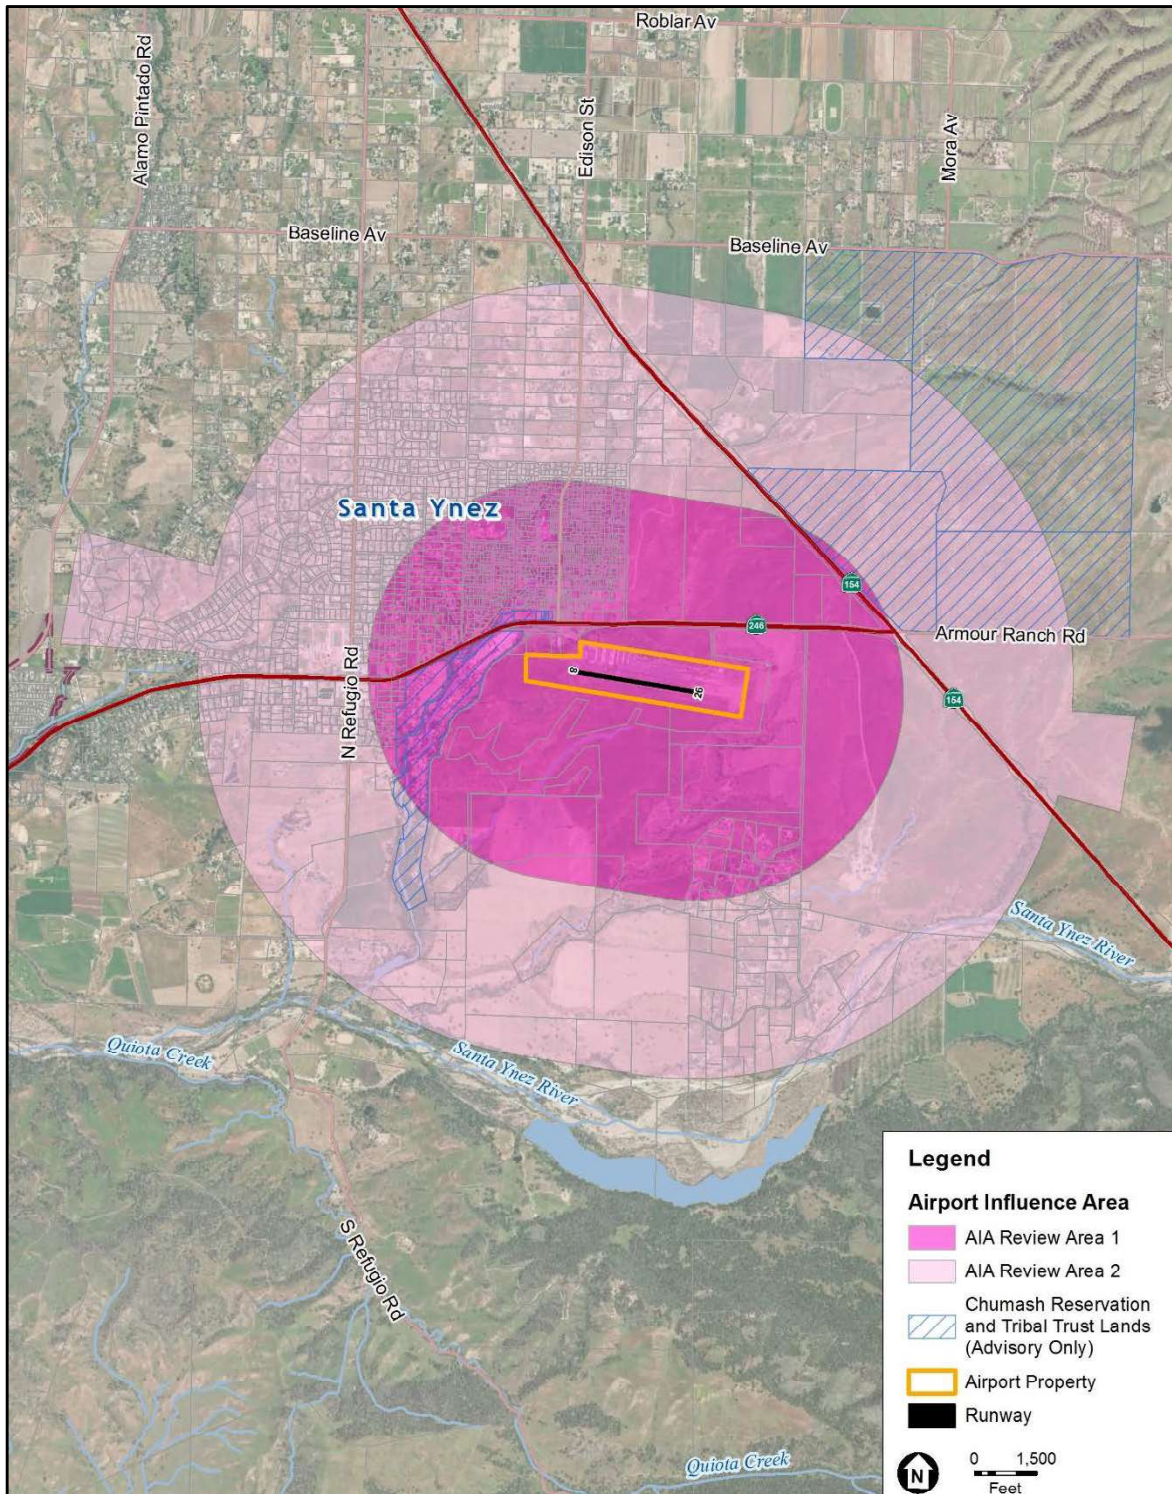 Roblar Av
Alamo Pintado Rd
Edison St
Mora Av
Baseline Av
Baseline Av
Santa Ynez
154
246
Armour Ranch Rd
8
26
N Refugio Rd
154
Santa Ynez River
Quiota Creek
Santa Ynez River
S Refugio Rd
Quiota Creek
Legend
Airport Influence Area
AIA Review Area 1
AIA Review Area 2
Chumash Reservation
and Tribal Trust Lands
(Advisory Only)
Airport Property
Runway
N
0 1,500
Feet